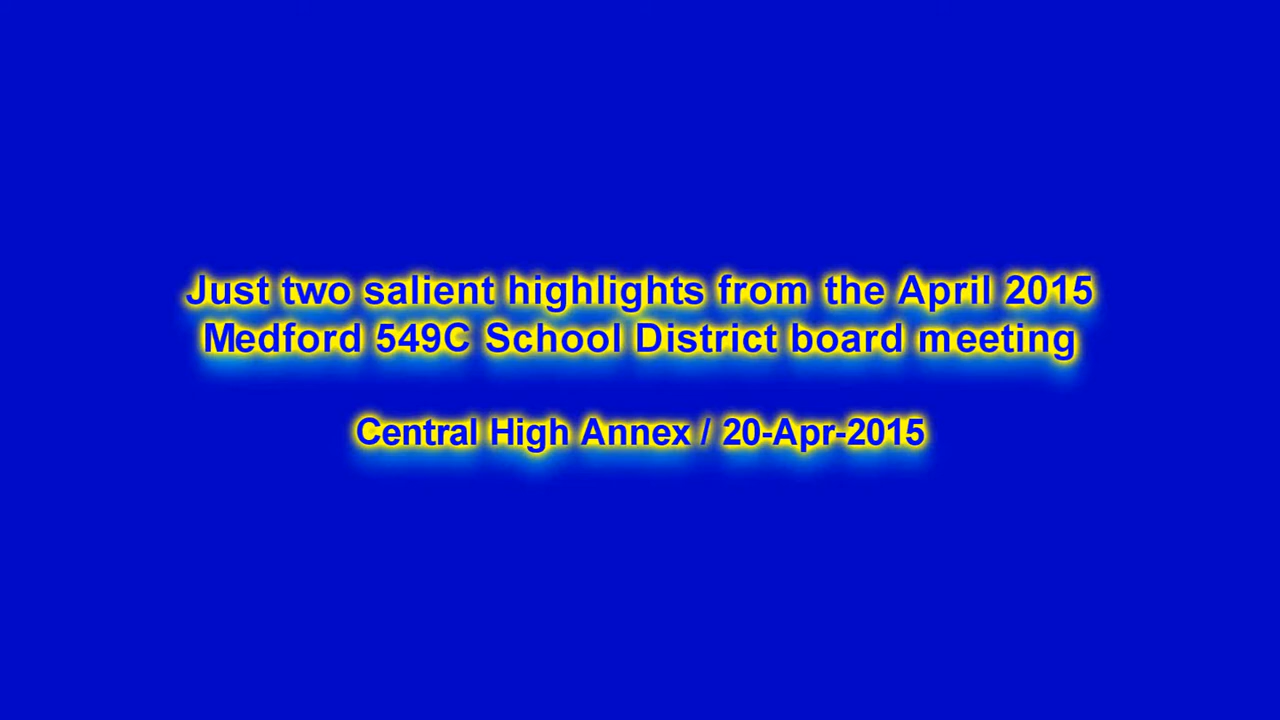 Just two salient highlights from the April 2015
Medford 549C School District board meeting
Central High Annex / 20-Apr-2015